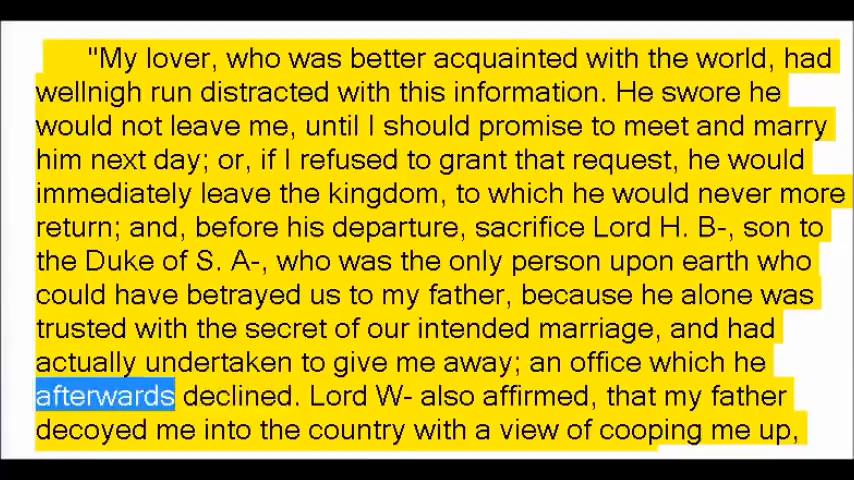 "My lover, who was better acquainted with the world, had
wellnigh run distracted with this information. He swore he
would not leave me, until I should promise to meet and marry
him next day; or, if I refused to grant that request, he would
immediately leave the kingdom, to which he would never more
return; and, before his departure, sacrifice Lord H. B-, son to
the Duke of S. A-, who was the only person upon earth who
could have betrayed us to my father, because he alone was
trusted with the secret of our intended marriage, and had
actually undertaken to give me away; an office which he
afterwards declined. Lord W- also affirmed, that my father
decoyed me into the country with a view of cooping me up,